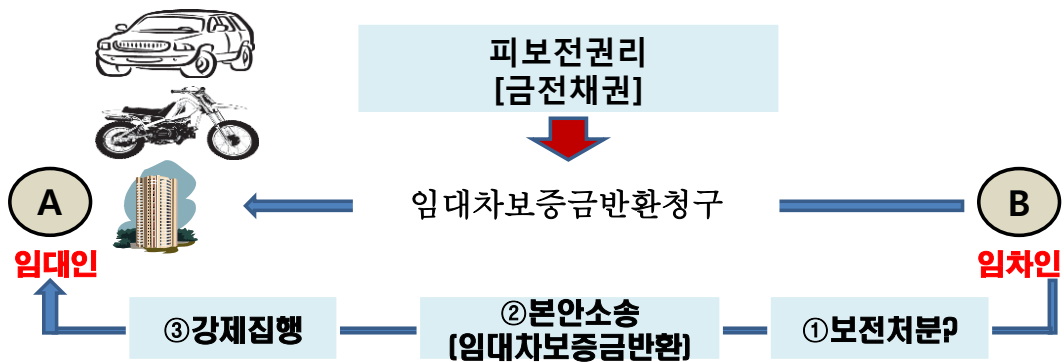 피보전권리
[금전채권]
A
임대차보증금반환청구
B
임대인
임차인
③강제집행
②본안소송
(임대차보증금반환)
①보전처분?